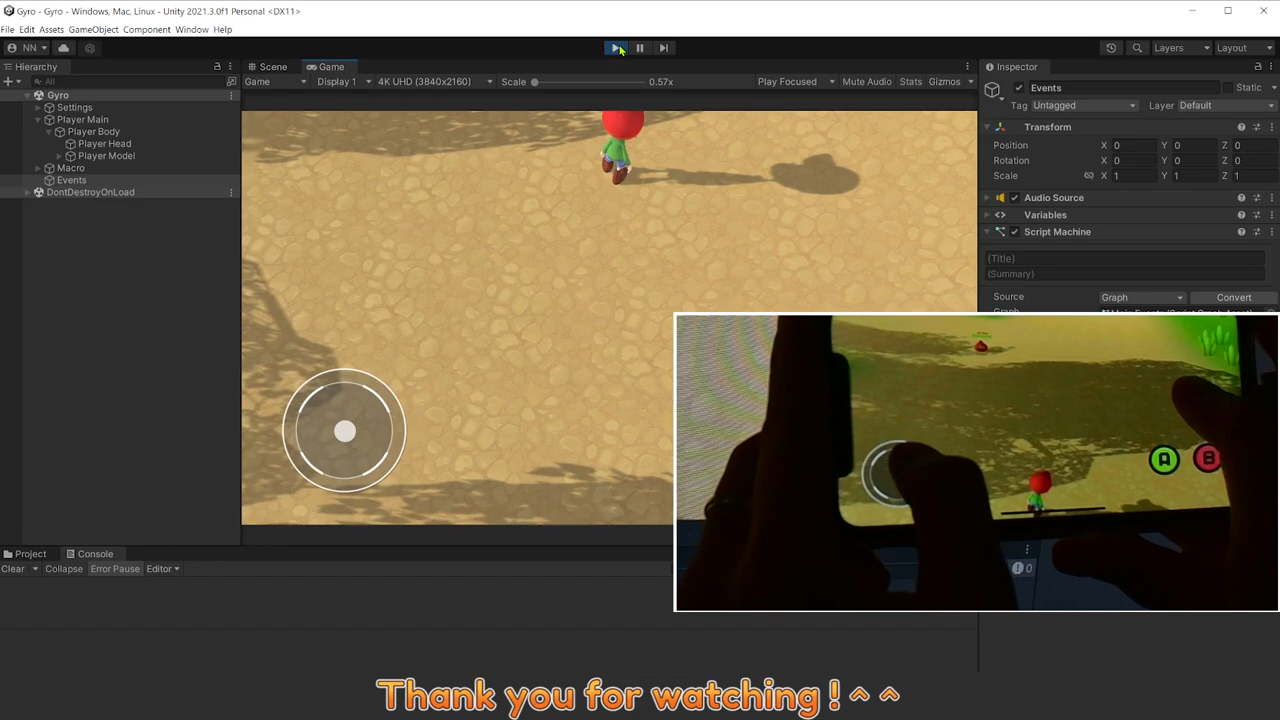 Gyro - Gyro - Windows, Mac, Linux - Unity 2021.3.0f1 Personal <DX11>
File Edit Assets GameObject Component Window Help
NN
Layers
Layout
Hierarchy
All
Gyro
Settings
Player Main
Player Body
Player Head
Player Model
Macro
Events
DontDestroyOnLoad
Scene
Game
Game
Display 1
4K UHD (3840x2160)
Scale
0.57x
Play Focused
Mute Audio
Stats
Gizmos
Inspector
Events
Static
Tag Untagged
Layer Default
Transform
Position X 0 Y 0 Z 0
Rotation X 0 Y 0 Z 0
Scale X 1 Y 1 Z 1
Audio Source
Variables
Script Machine
(Title)
(Summary)
Source Graph Convert
A
B
0
Project
Console
Clear
Collapse
Error Pause
Editor
Thank you for watching ! ^ ^